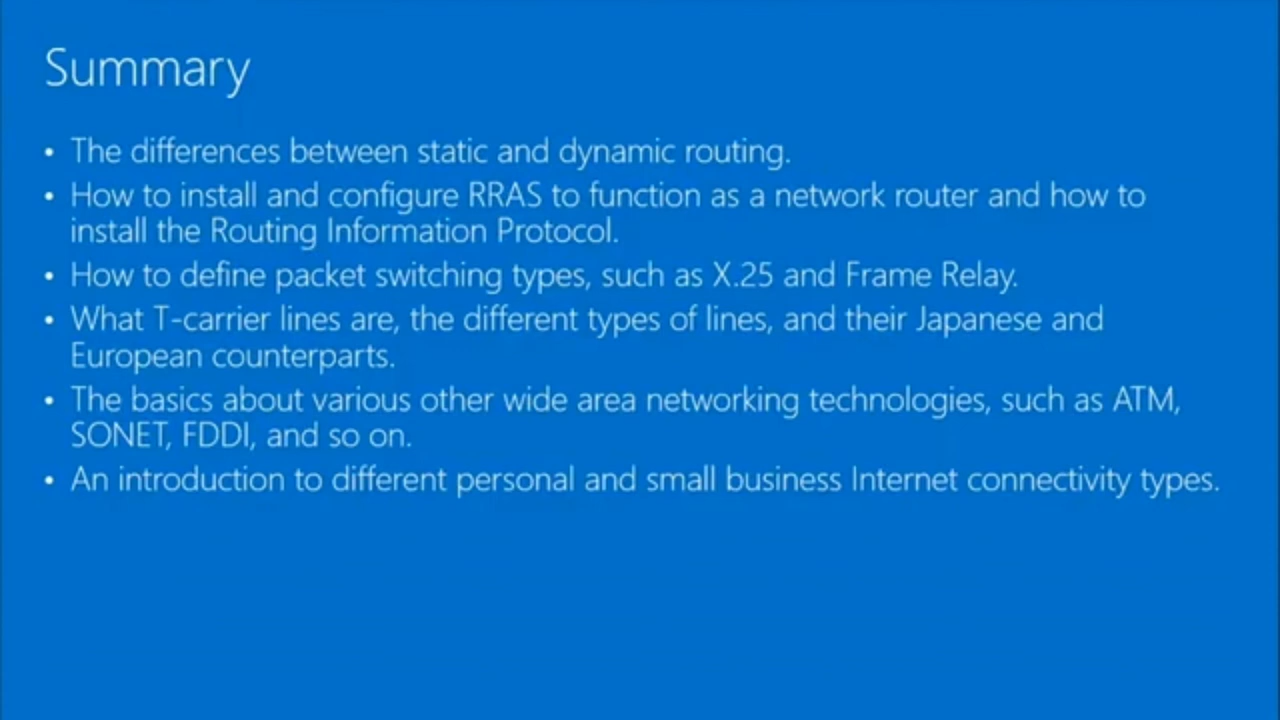 Summary
• The differences between static and dynamic routing.
• How to install and configure RRAS to function as a network router and how to
install the Routing Information Protocol.
• How to define packet switching types, such as X.25 and Frame Relay.
• What T-carrier lines are, the different types of lines, and their Japanese and
European counterparts.
• The basics about various other wide area networking technologies, such as ATM,
SONET, FDDI, and so on.
• An introduction to different personal and small business Internet connectivity types.